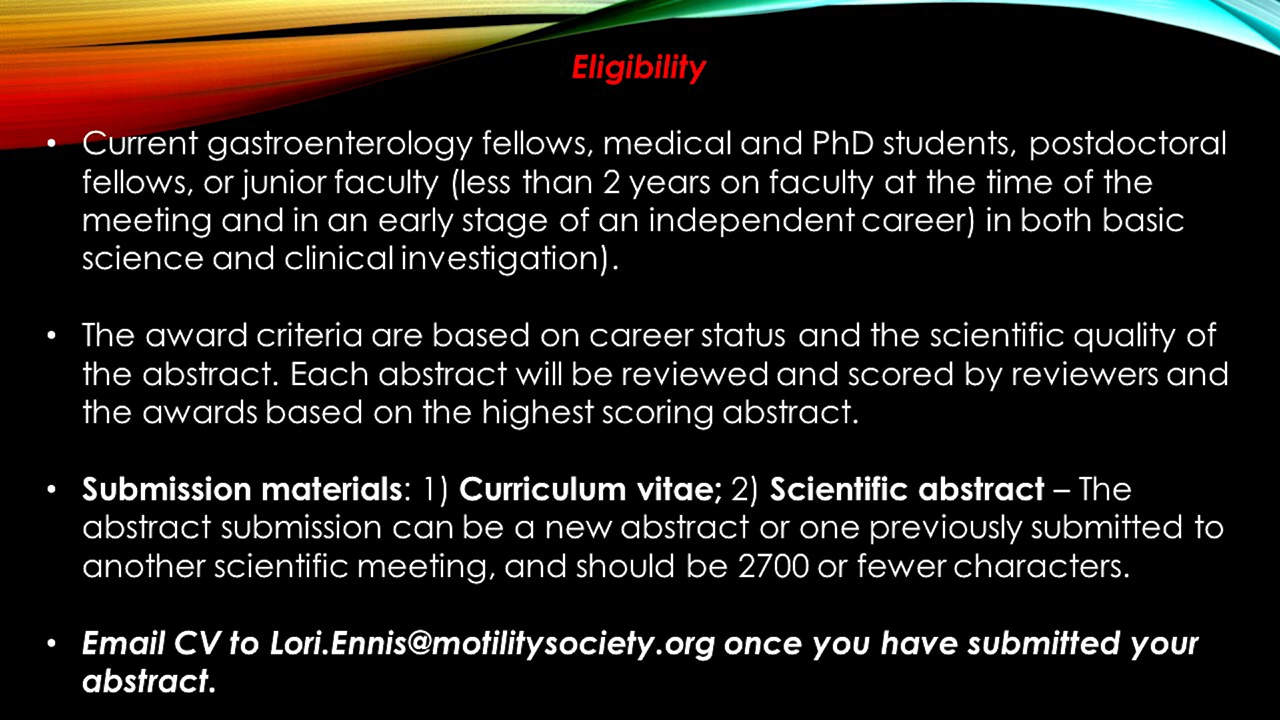 Eligibility
• Current gastroenterology fellows, medical and PhD students, postdoctoral
fellows, or junior faculty (less than 2 years on faculty at the time of the
meeting and in an early stage of an independent career) in both basic
science and clinical investigation).
• The award criteria are based on career status and the scientific quality of
the abstract. Each abstract will be reviewed and scored by reviewers and
the awards based on the highest scoring abstract.
• Submission materials: 1) Curriculum vitae; 2) Scientific abstract – The
abstract submission can be a new abstract or one previously submitted to
another scientific meeting, and should be 2700 or fewer characters.
• Email CV to Lori.Ennis@motilitysociety.org once you have submitted your
abstract.